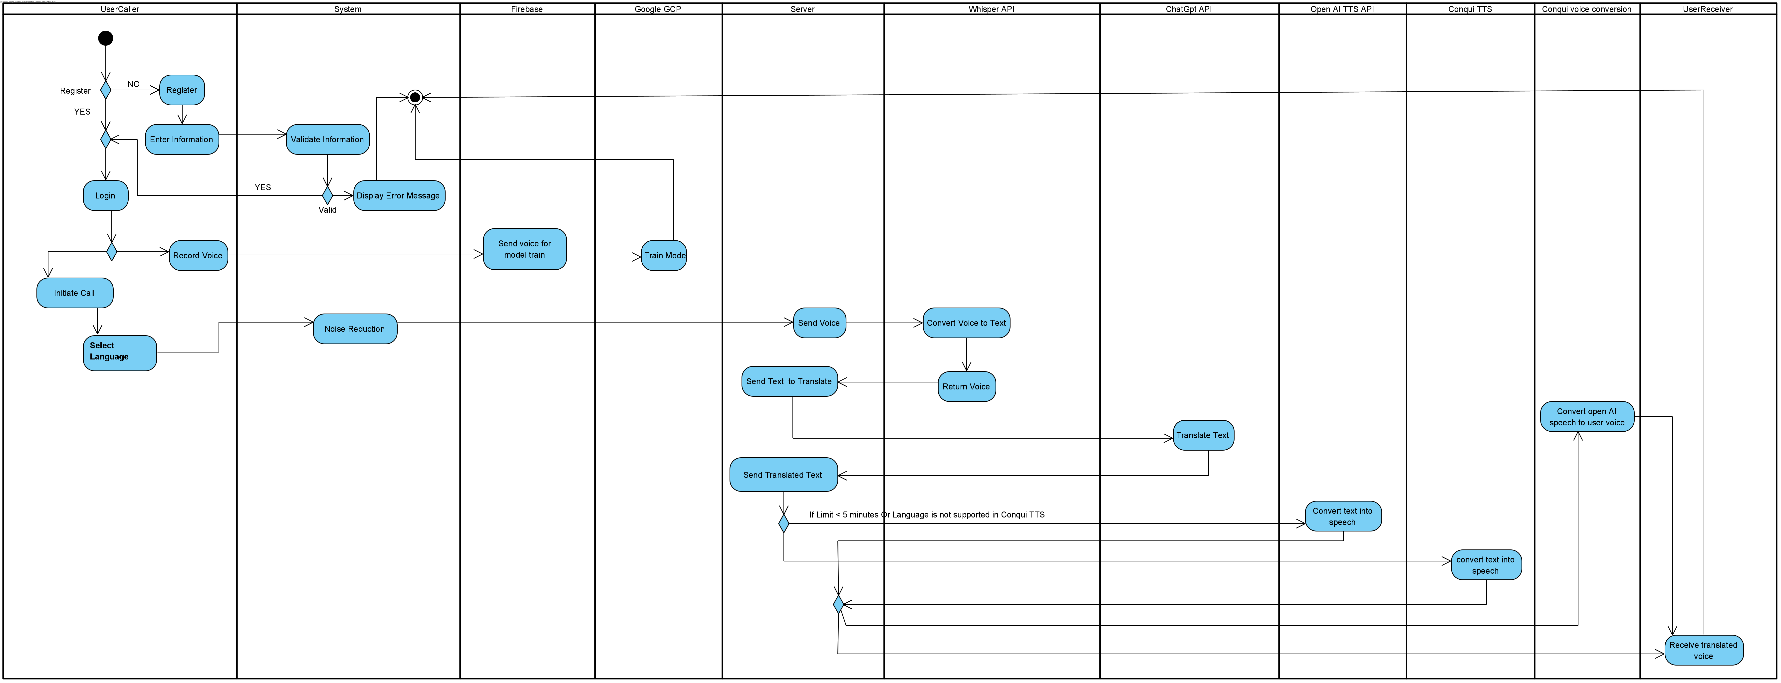 UserCaller
System
Firebase
Google GCP
Server
Whisper API
ChatGpt API
Open AI TTS API
Conqui TTS
Conqui voice conversion
UserReceiver
Register
NO
Register
YES
Enter Information
Validate Information
Login
YES
Valid
Display Error Message
Record Voice
Send voice for
model train
Train Model
Initiate Call
Select
Language
Noise Recuction
Send Voice
Convert Voice to Text
Send Text to Translate
Return Voice
Convert open AI
speech to user voice
Translate Text
Send Translated Text
If Limit < 5 minutes Or Language is not supported in Conqui TTS
Convert text into
speech
convert text into
speech
Receive translated
voice